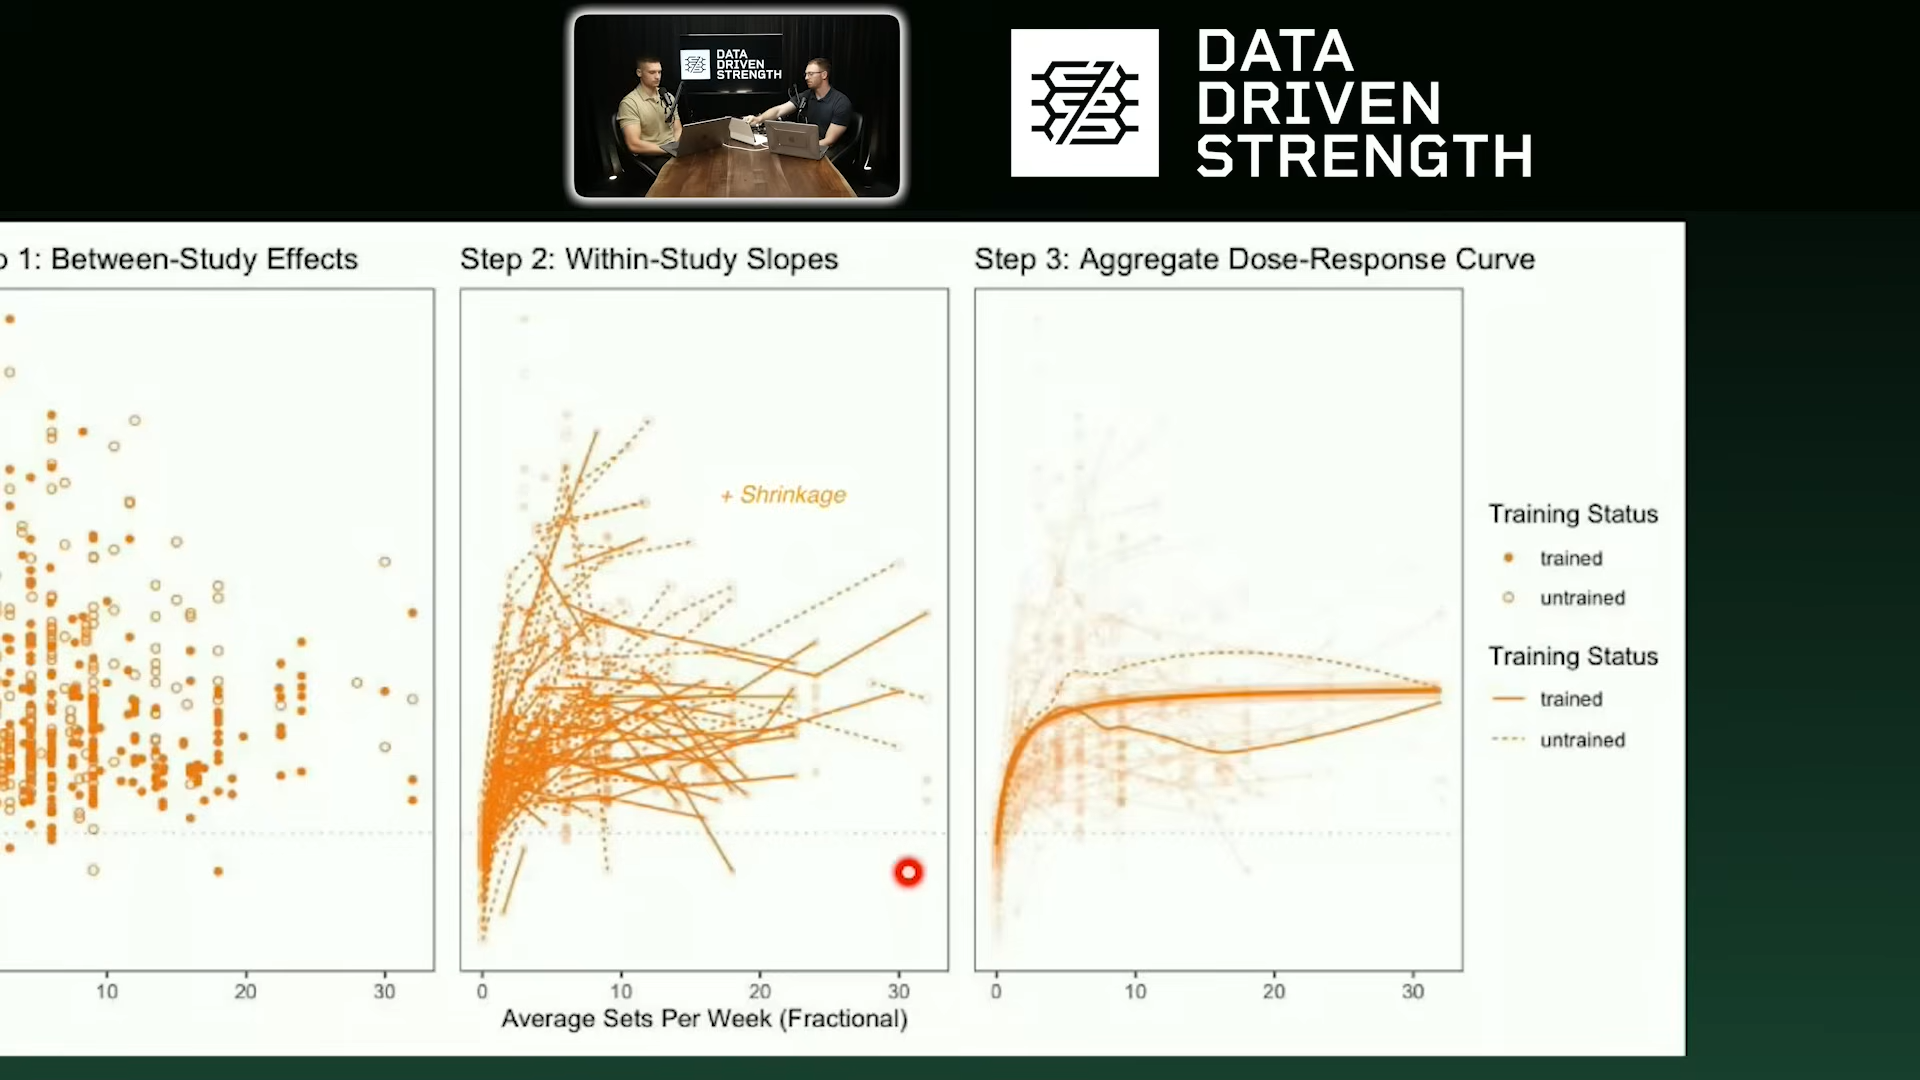 DATA
DRIVEN
STRENGTH
DATA
DRIVEN
STRENGTH
1: Between-Study Effects
Step 2: Within-Study Slopes
Step 3: Aggregate Dose-Response Curve
+ Shrinkage
Training Status
trained
untrained
Training Status
trained
untrained
10 20 30
0 10 20 30
0 10 20 30
Average Sets Per Week (Fractional)